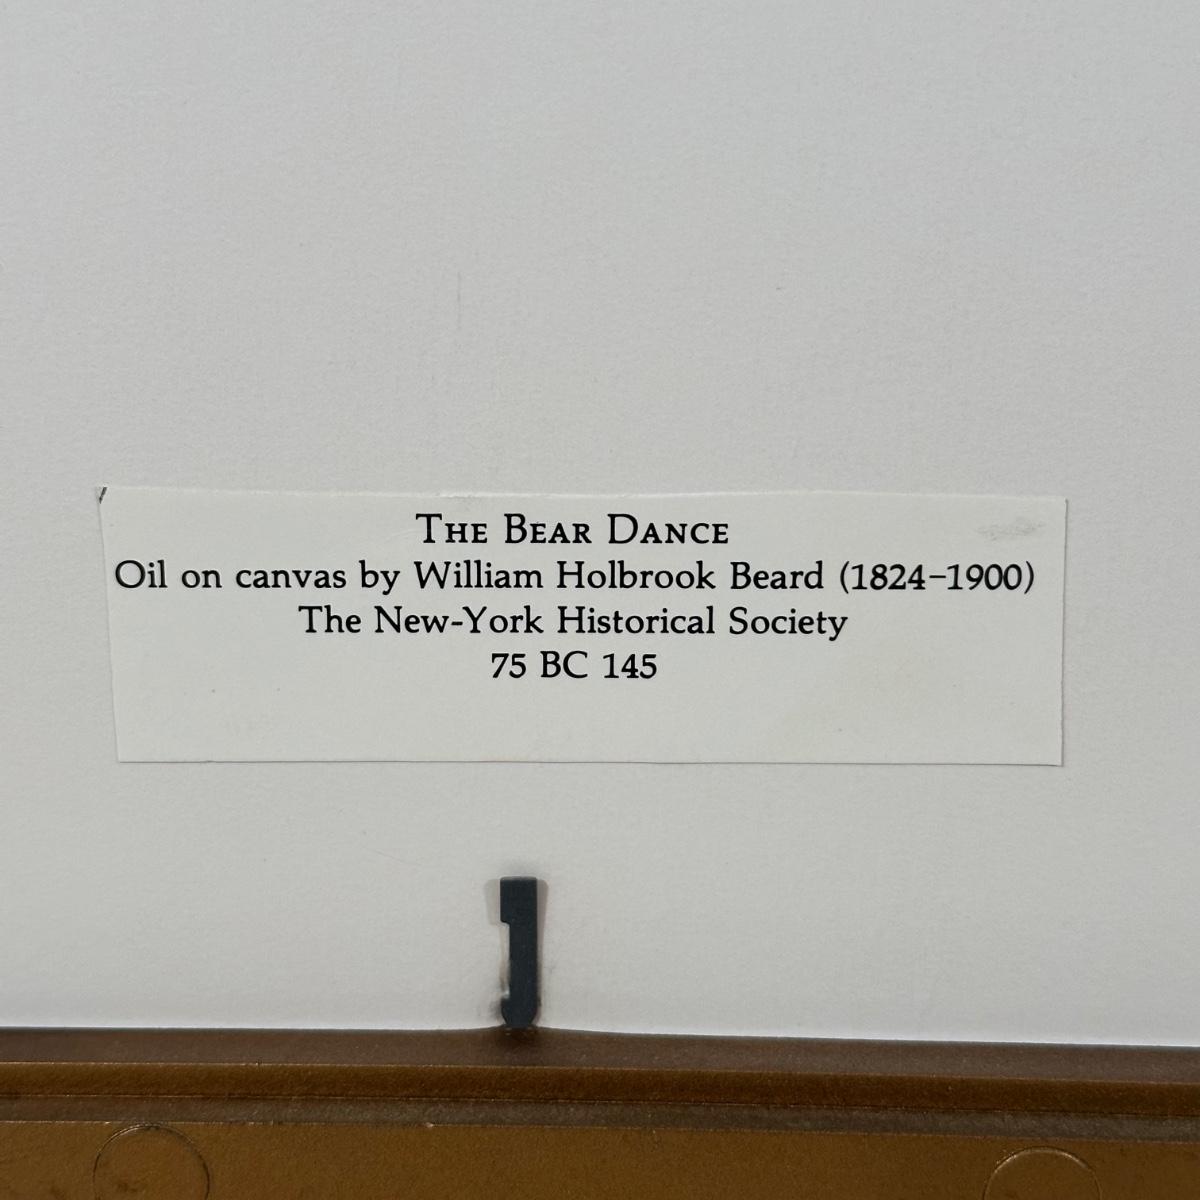 THE BEAR DANCE
Oil on canvas by William Holbrook Beard (1824–1900)
The New-York Historical Society
75 BC 145